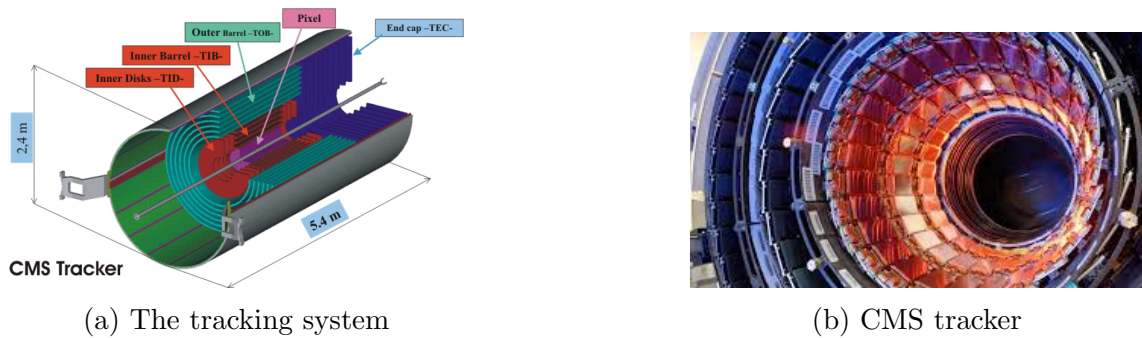 Pixel
Outer Barrel –TOB-
End cap –TEC-
Inner Barrel –TIB-
Inner Disks –TID-
2,4 m
5.4 m
CMS Tracker
(a) The tracking system
(b) CMS tracker